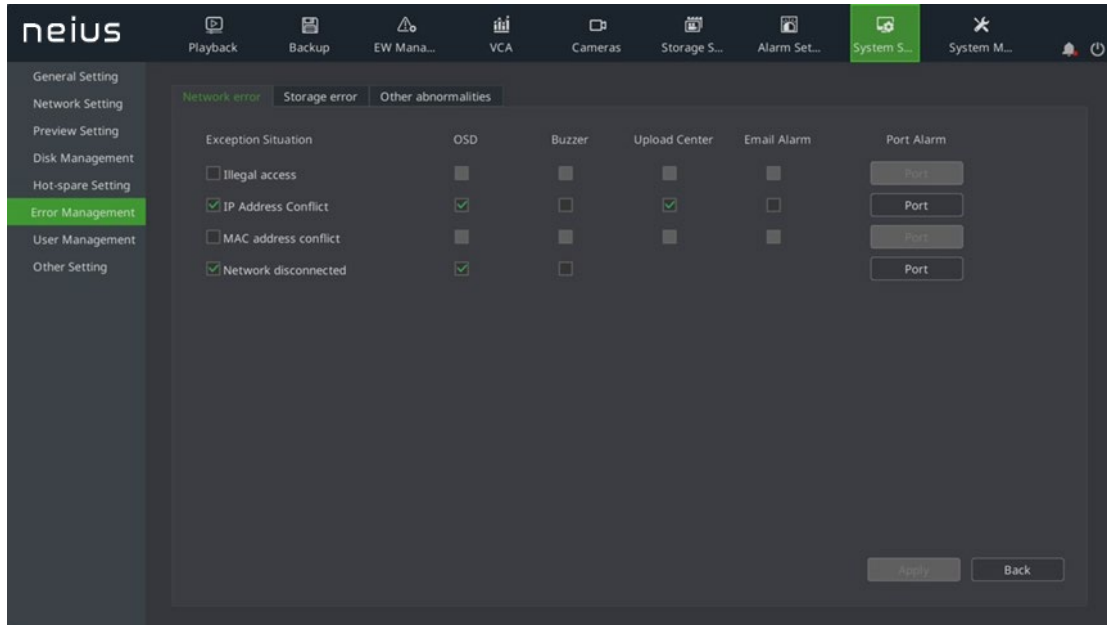 neius
Playback Backup EW Mana... VCA Cameras Storage S... Alarm Set... System S... System M...
General Setting
Network Setting
Preview Setting
Disk Management
Hot-spare Setting
Error Management
User Management
Other Setting
Network error Storage error Other abnormalities
Exception Situation OSD Buzzer Upload Center Email Alarm Port Alarm
Illegal access Port
IP Address Conflict Port
MAC address conflict Port
Network disconnected Port
Apply Back